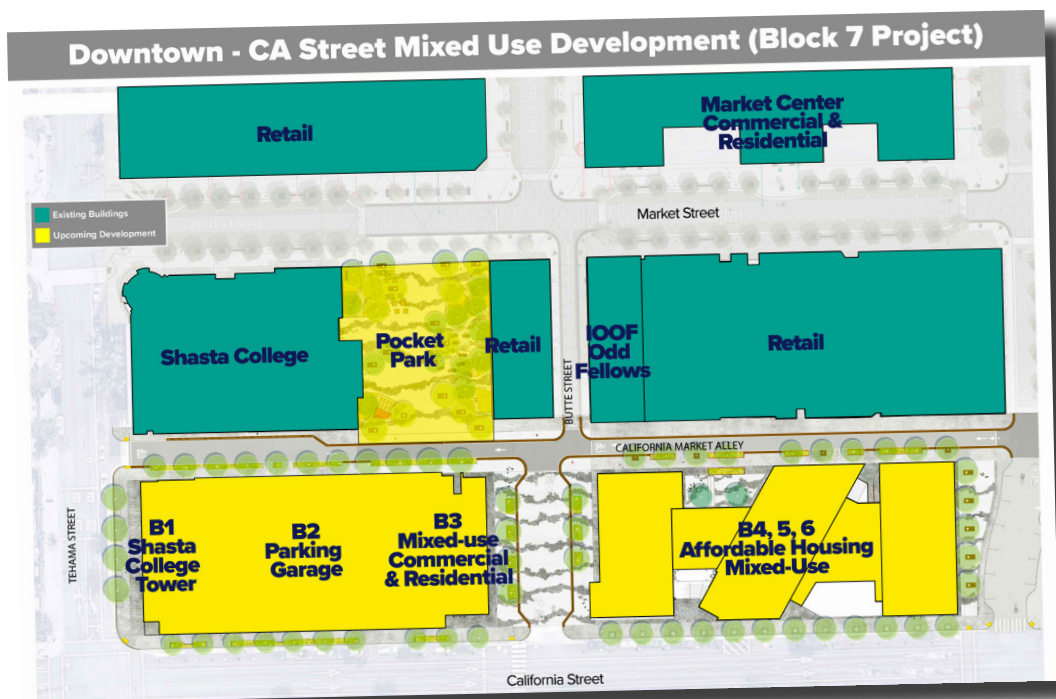 Downtown - CA Street Mixed Use Development (Block 7 Project)
Retail
Market Center
Commercial &
Residential
Market Street
Existing Buildings
Upcoming Development
Shasta College
Pocket
Park
Retail
BUTTE STREET
IOOF
Odd
Fellows
Retail
CALIFORNIA MARKET ALLEY
TEHAMA STREET
B1
Shasta
College
Tower
B2
Parking
Garage
B3
Mixed-use
Commercial
& Residential
B4, 5, 6
Affordable Housing
Mixed-Use
California Street